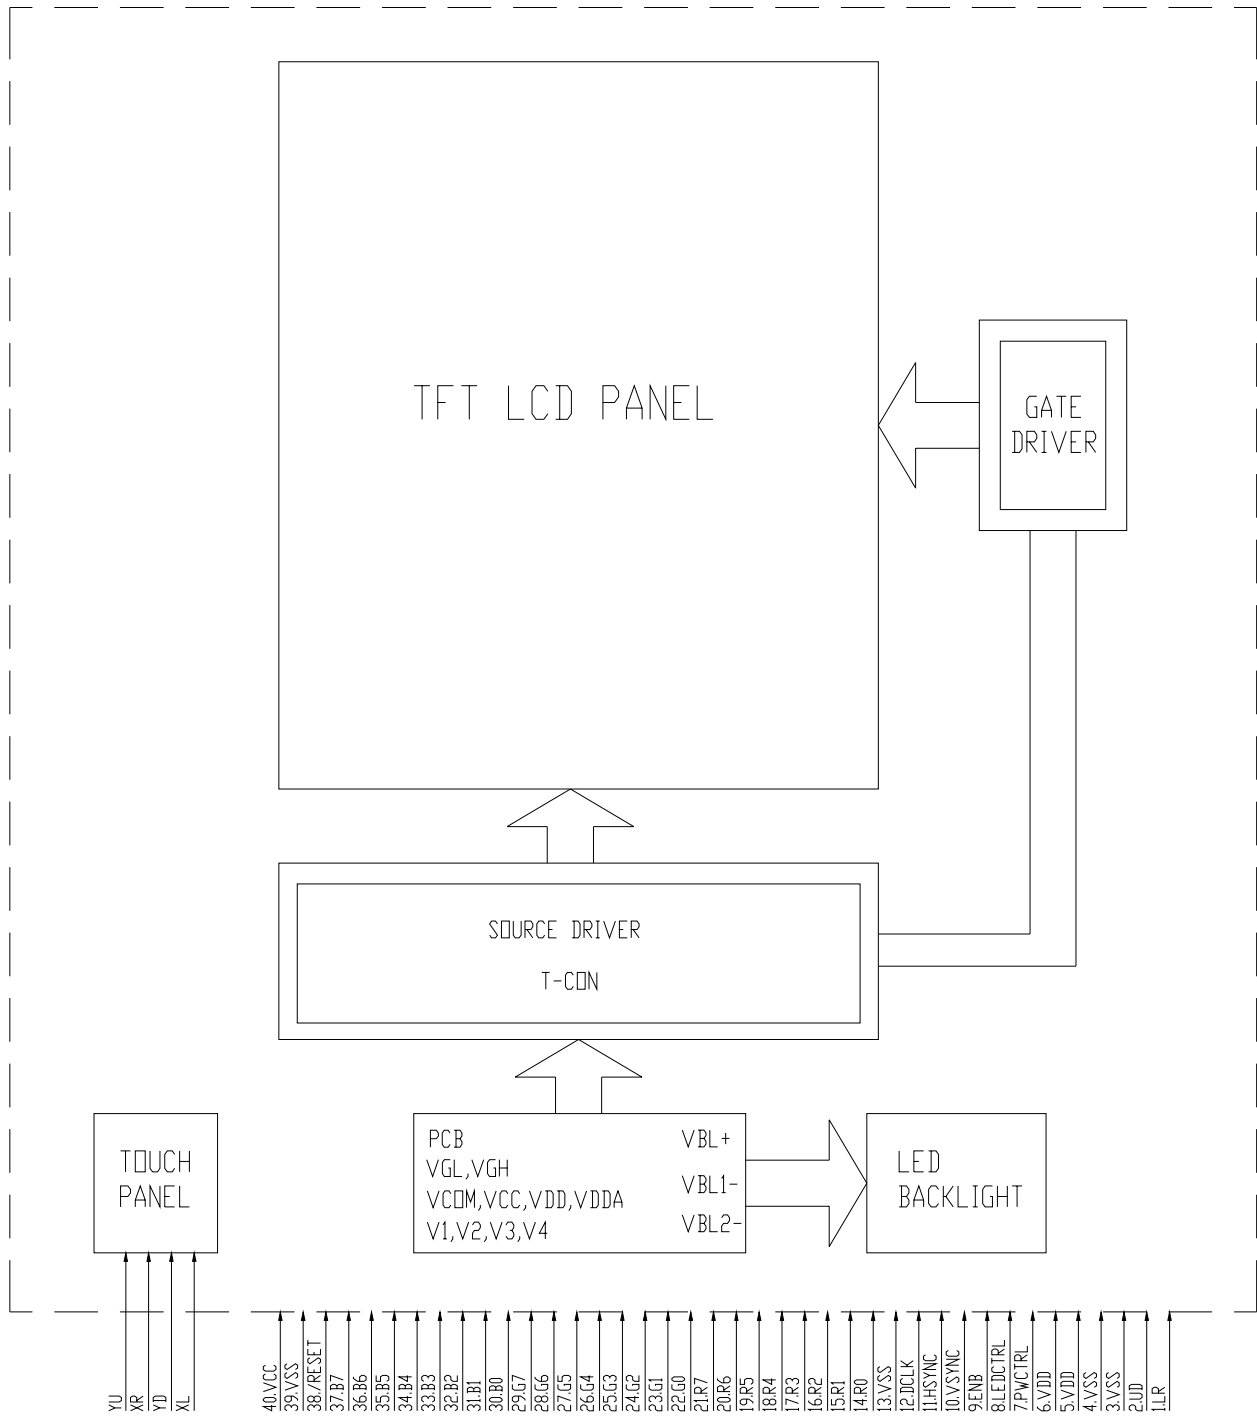 TFT LCD PANEL
GATE
DRIVER
SOURCE DRIVER
T-CON
TOUCH
PANEL
PCB
VGL,VGH
VCOM,VCC,VDD,VDDA
V1,V2,V3,V4
VBL+
VBL1-
VBL2-
LED
BACKLIGHT
YU
XR
YD
XL
40.VCC
39.VSS
38./RESET
37.B7
36.B6
35.B5
34.B4
33.B3
32.B2
31.B1
30.B0
29.G7
28.G6
27.G5
26.G4
25.G3
24.G2
23.G1
22.G0
21.R7
20.R6
19.R5
18.R4
17.R3
16.R2
15.R1
14.R0
13.VSS
12.DCLK
11.HSYNC
10.VSYNC
9.ENB
8.LEDCTRL
7.PWCTRL
6.VDD
5.VDD
4.VSS
3.VSS
2.UD
1.LR